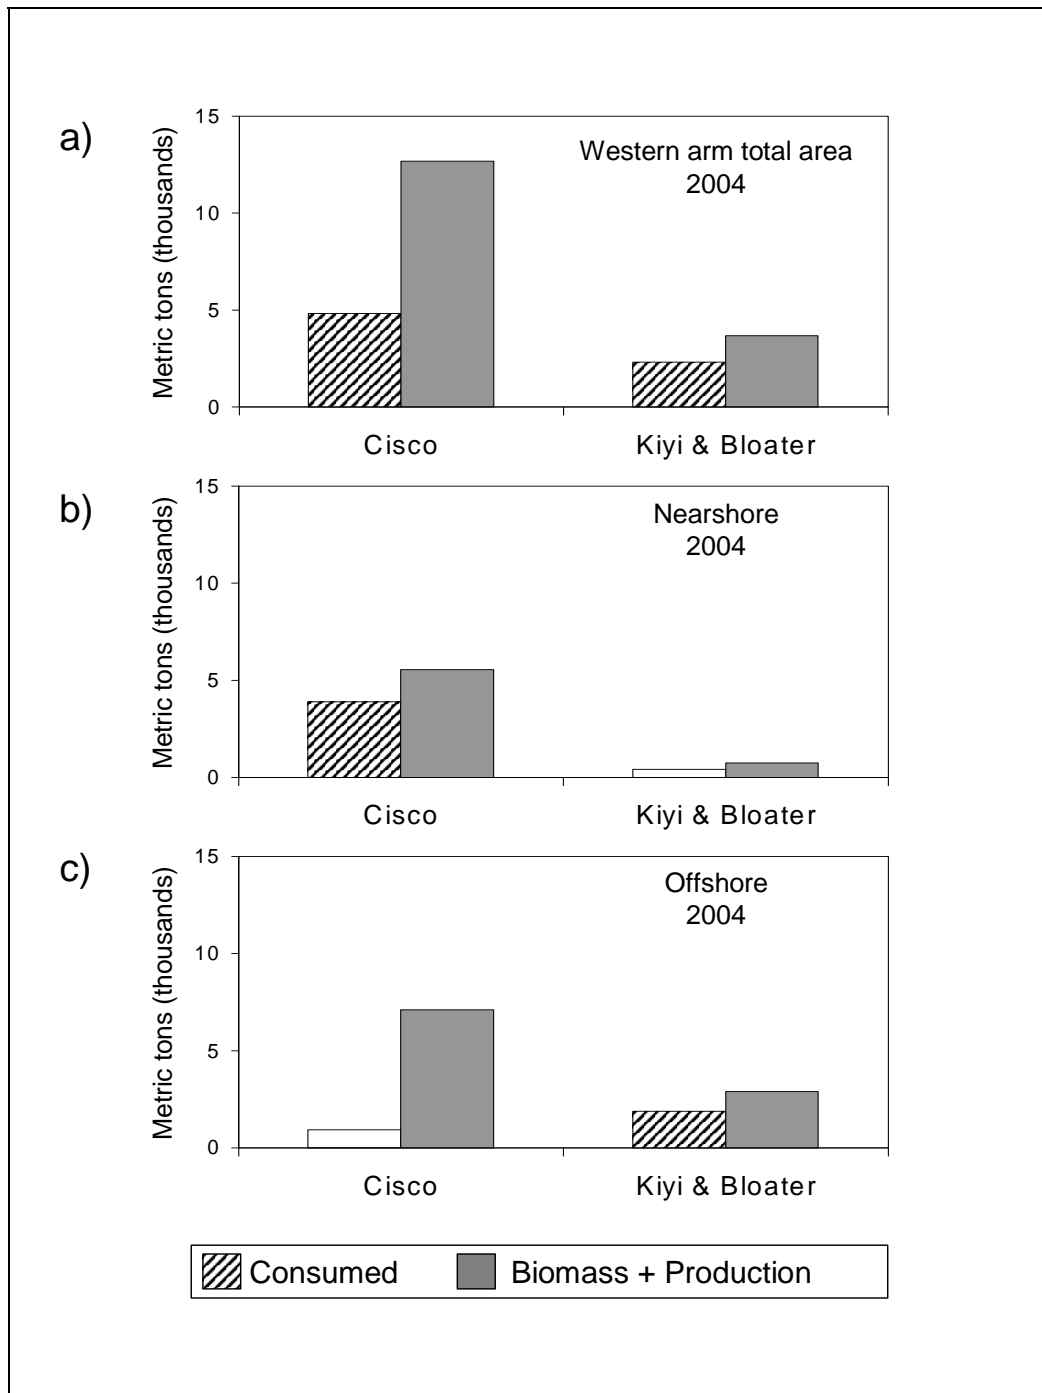 a)
Metric tons (thousands)
15
10
5
0
Western arm total area
2004
Cisco
Kiyi & Bloater
b)
Metric tons (thousands)
15
10
5
0
Nearshore
2004
Cisco
Kiyi & Bloater
c)
Metric tons (thousands)
15
10
5
0
Offshore
2004
Cisco
Kiyi & Bloater
Consumed
Biomass + Production